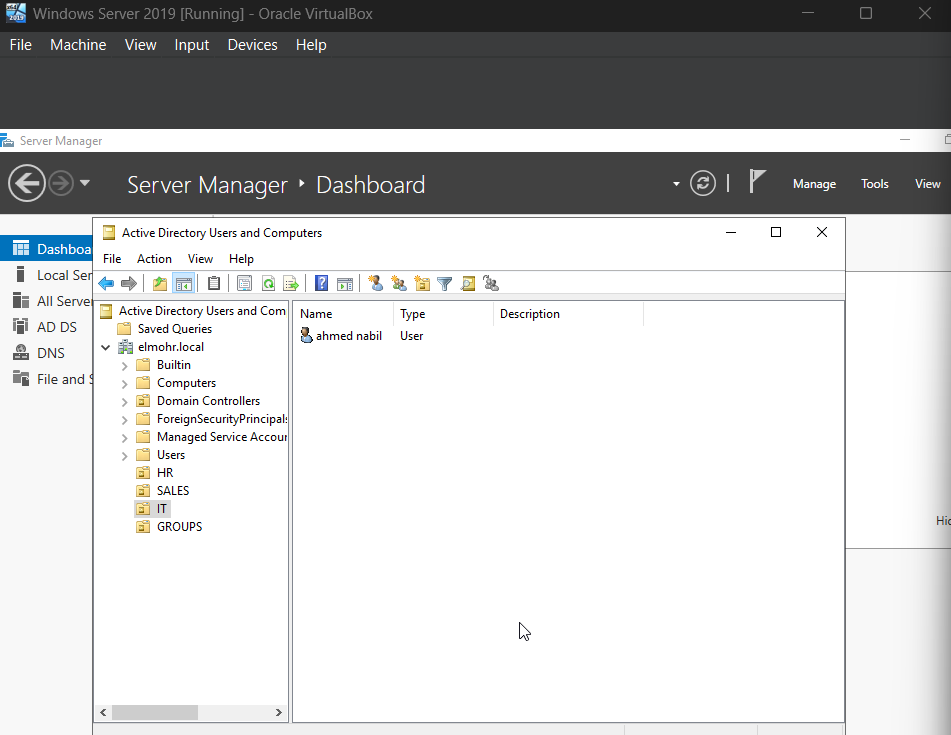 Windows Server 2019 [Running] - Oracle VirtualBox
File Machine View Input Devices Help
Server Manager
Server Manager Dashboard
Manage Tools View
Dashboa
Local Ser
All Serve
AD DS
DNS
File and S
Active Directory Users and Computers
File Action View Help
Active Directory Users and Com
Saved Queries
elmohr.local
Builtin
Computers
Domain Controllers
ForeignSecurityPrincipals
Managed Service Accour
Users
HR
SALES
IT
GROUPS
Name Type Description
ahmed nabil User
Hid